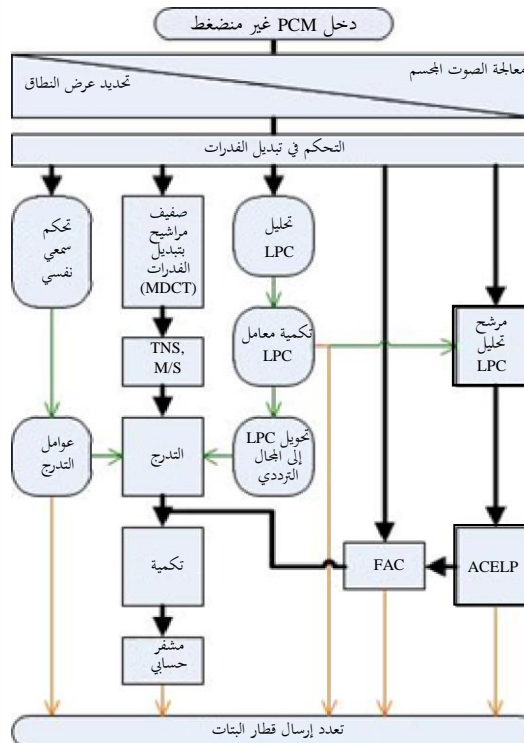 دخل PCM غير منضغط
معالجة الصوت المجسم
تحديد عرض النطاق
التحكم في تبديل الفدرات
تحكم
سمعي
نفسي
صفيف
مراشيح
بتبديل
الفدرات
(MDCT)
تحليل
LPC
TNS,
M/S
تكمية معامل
LPC
مرشح
تحليل
LPC
عوامل
التدرج
التدرج
تحويل LPC
إلى المجال
الترددي
تكمية
FAC
ACELP
مشفر
حسابي
تعدد إرسال قطار البتات